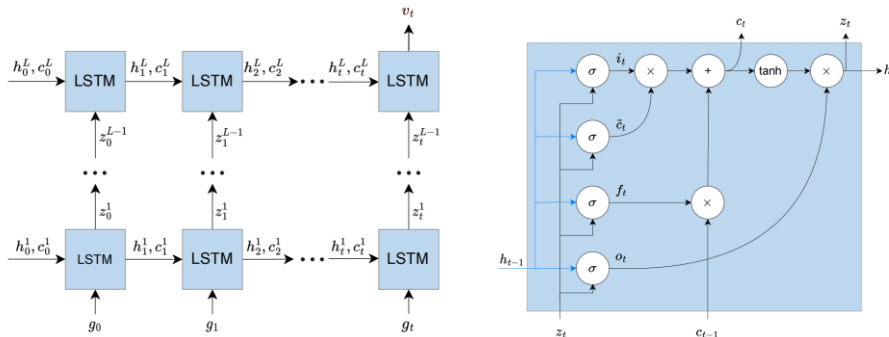 v_t
h_0^L, c_0^L LSTM h_1^L, c_1^L LSTM h_2^L, c_2^L ••• h_t^L, c_t^L LSTM
z_0^{L-1} z_1^{L-1} z_t^{L-1}
••• ••• •••
z_0^1 z_1^1 z_t^1
h_0^1, c_0^1 LSTM h_1^1, c_1^1 LSTM h_2^1, c_2^1 ••• h_t^1, c_t^1 LSTM
g_0 g_1 g_t
c_t z_t
σ i_t × + tanh × h
σ c̃_t
σ f_t ×
h_{t-1} σ o_t
z_t c_{t-1}